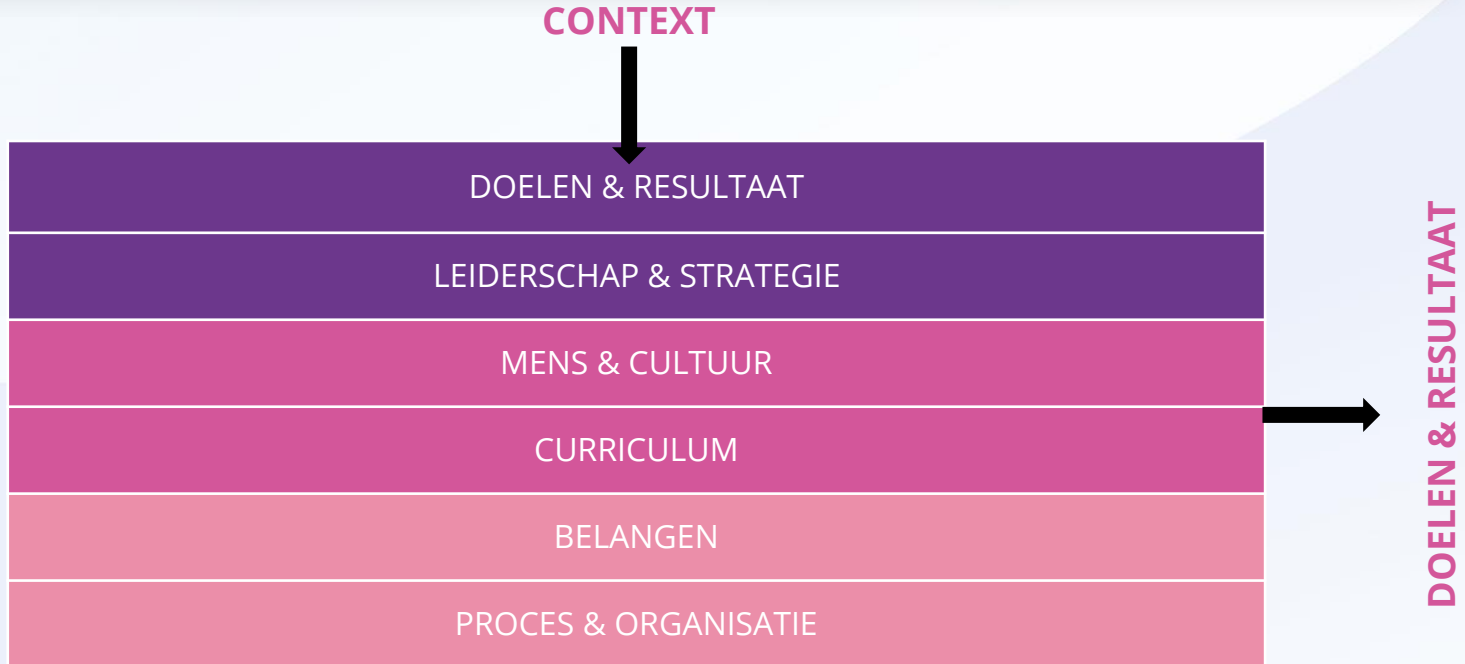 CONTEXT
DOELEN & RESULTAAT
LEIDERSCHAP & STRATEGIE
MENS & CULTUUR
CURRICULUM
BELANGEN
PROCES & ORGANISATIE
DOELEN & RESULTAAT